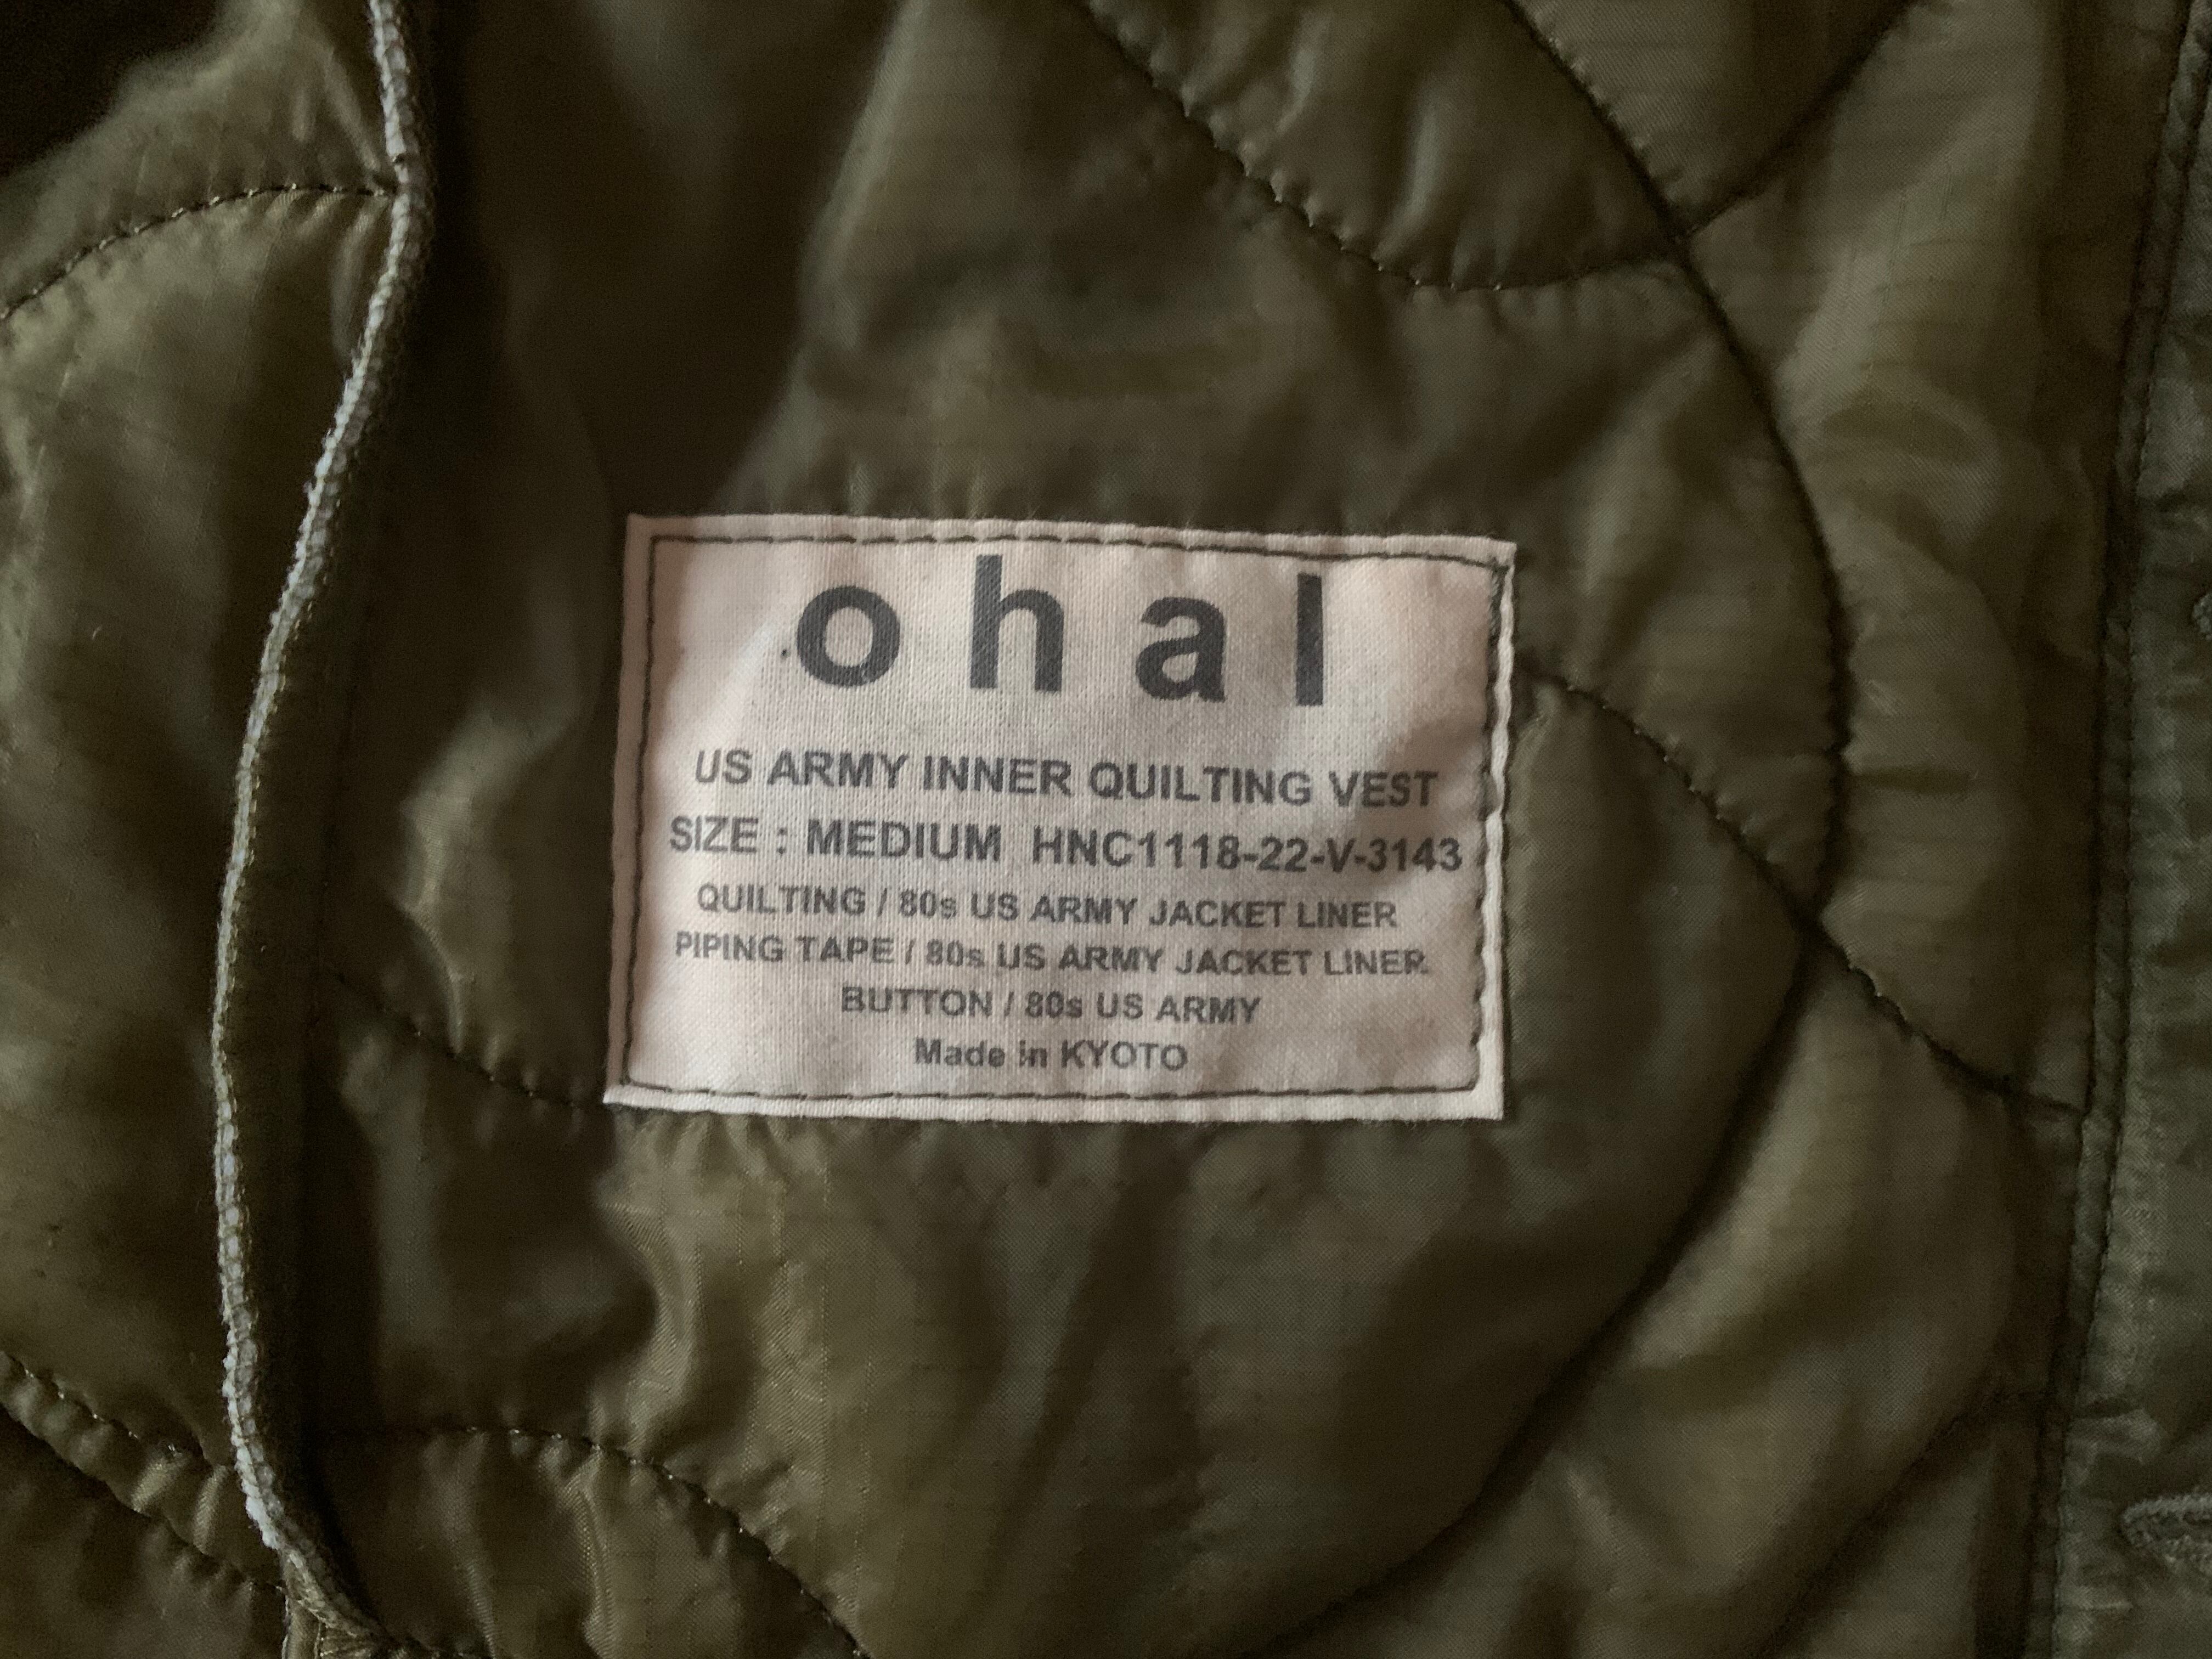 ohal
US ARMY INNER QUILTING VEST
SIZE : MEDIUM HNC1118-22-V-3143
QUILTING / 80s US ARMY JACKET LINER
PIPING TAPE / 80s US ARMY JACKET LINER
BUTTON / 80s US ARMY
Made in KYOTO